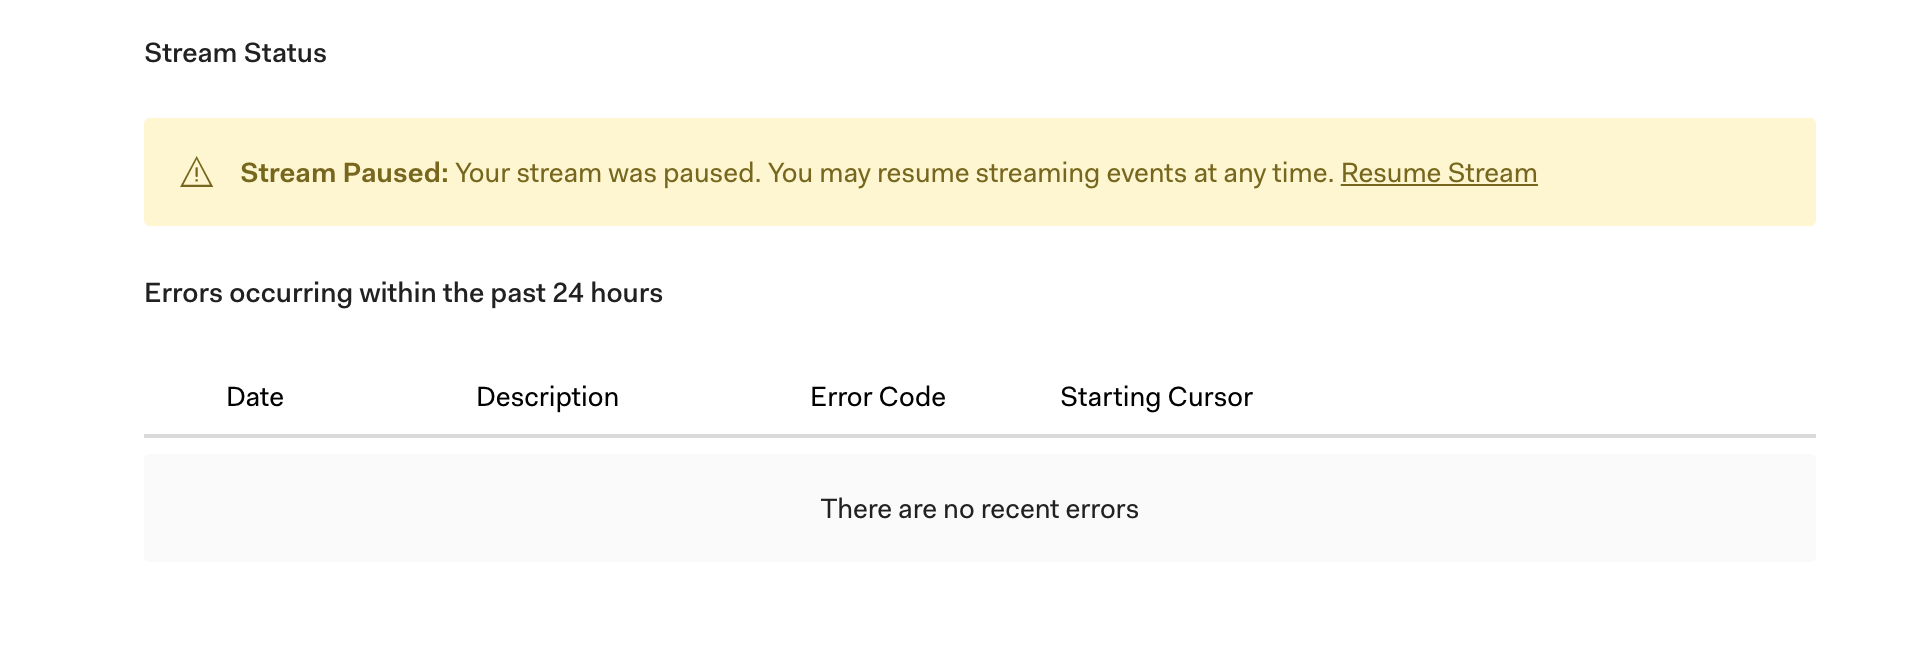 Stream Status
Stream Paused: Your stream was paused. You may resume streaming events at any time. Resume Stream
Errors occurring within the past 24 hours
Date Description Error Code Starting Cursor
There are no recent errors